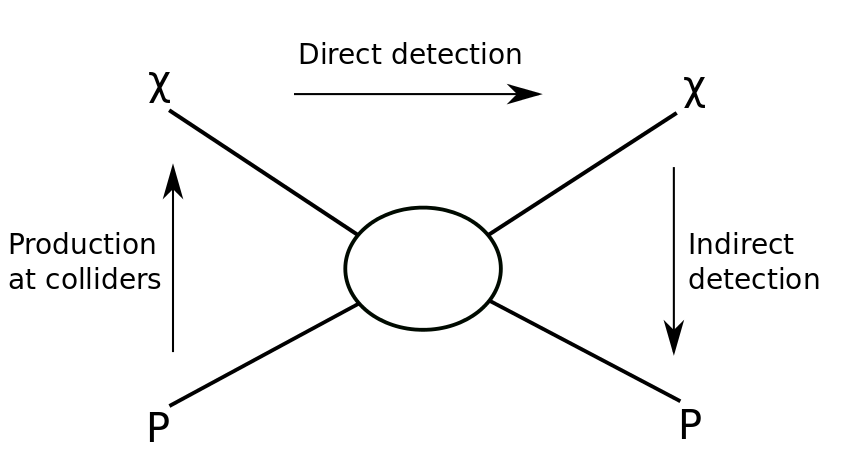 Direct detection
χ
χ
Production
at colliders
Indirect
detection
P
P